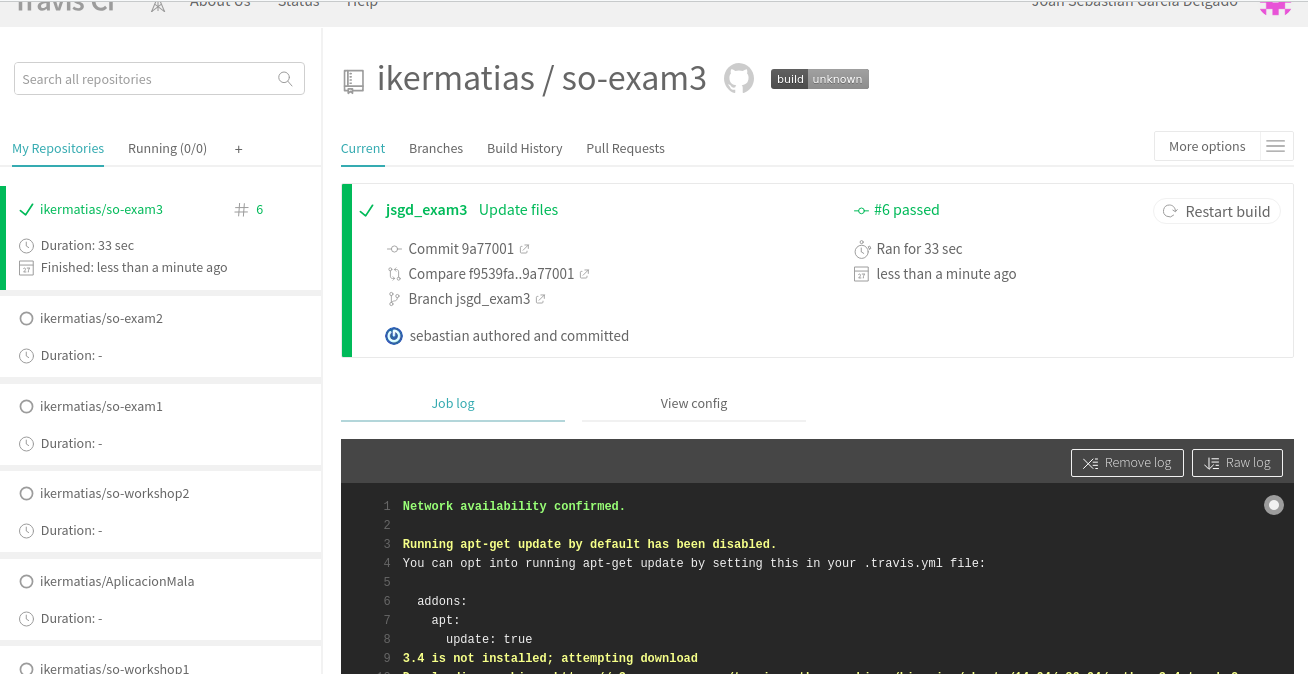 Travis CI About Us Status Help Joan Sebastian Garcia Delgado
Search all repositories
My Repositories Running (0/0) +
ikermatias/so-exam3 # 6
Duration: 33 sec
Finished: less than a minute ago
ikermatias/so-exam2
Duration: -
ikermatias/so-exam1
Duration: -
ikermatias/so-workshop2
Duration: -
ikermatias/AplicacionMala
Duration: -
ikermatias/so-workshop1
ikermatias / so-exam3 build unknown
Current Branches Build History Pull Requests More options
jsgd_exam3 Update files
#6 passed
Restart build
Commit 9a77001
Ran for 33 sec
Compare f9539fa..9a77001
less than a minute ago
Branch jsgd_exam3
sebastian authored and committed
Job log View config
Remove log Raw log
1 Network availability confirmed.
2
3 Running apt-get update by default has been disabled.
4 You can opt into running apt-get update by setting this in your .travis.yml file:
5
6 addons:
7 apt:
8 update: true
9 3.4 is not installed; attempting download